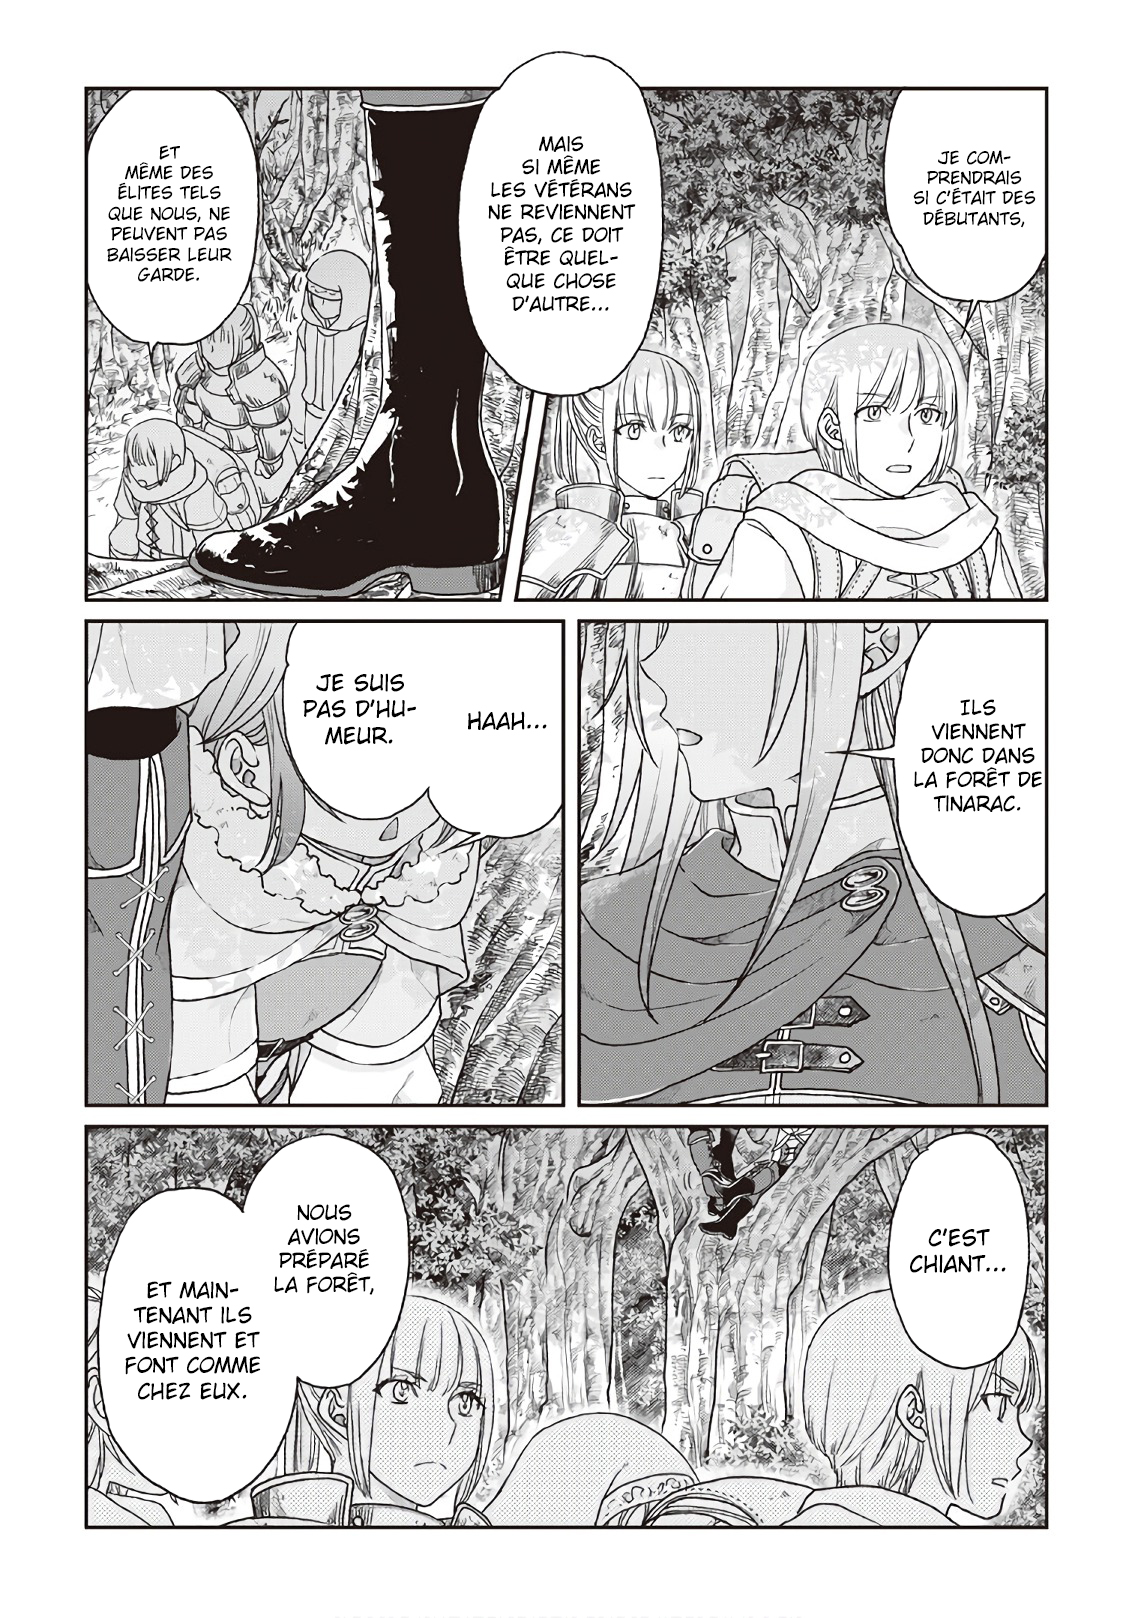 JE COM-
PRENDRAIS
SI C'ÉTAIT DES
DÉBUTANTS,
MAIS
SI MÊME
LES VÉTÉRANS
NE REVIENNENT
PAS, CE DOIT
ÊTRE QUEL-
QUE CHOSE
D'AUTRE...
ET
MÊME DES
ÉLITES TELS
QUE NOUS, NE
PEUVENT PAS
BAISSER LEUR
GARDE.
ILS
VIENNENT
DONC DANS
LA FORÊT DE
TINARAC.
HAAH...
JE SUIS
PAS D'HU-
MEUR.
C'EST
CHIANT...
NOUS
AVIONS
PRÉPARÉ
LA FORÊT,
ET MAIN-
TENANT ILS
VIENNENT ET
FONT COMME
CHEZ EUX.